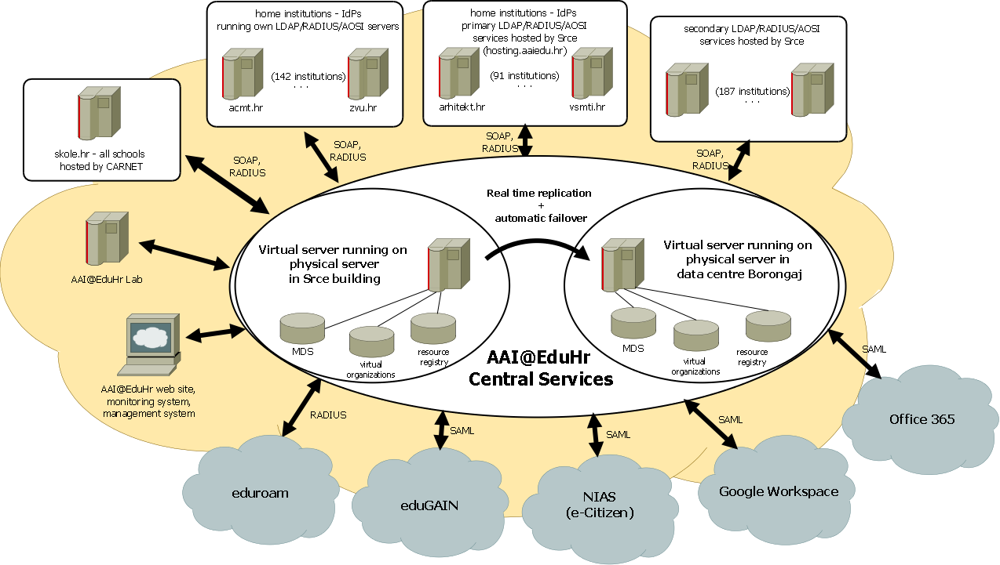 home institutions - IdPs
running own LDAP/RADIUS/AOSI servers
(142 institutions)
. . .
acmt.hr
zvu.hr
home institutions - IdPs
primary LDAP/RADIUS/AOSI
services hosted by Srce
(hosting.aaiedu.hr)
(91 institutions)
. . .
arhitekt.hr
vsmti.hr
secondary LDAP/RADIUS/AOSI
services hosted by Srce
(187 institutions)
. . .
skole.hr - all schools
hosted by CARNET
SOAP,
RADIUS
SOAP,
RADIUS
SOAP,
RADIUS
SOAP,
RADIUS
Real time replication
+
automatic failover
Virtual server running on
physical server
in Srce building
Virtual server running on
physical server in
data centre Borongaj
AAI@EduHr Lab
MDS
virtual
organizations
resource
registry
MDS
virtual
organizations
resource
registry
AAI@EduHr
Central Services
AAI@EduHr web site,
monitoring system,
management system
RADIUS
SAML
SAML
SAML
SAML
eduroam
eduGAIN
NIAS
(e-Citizen)
Google Workspace
Office 365